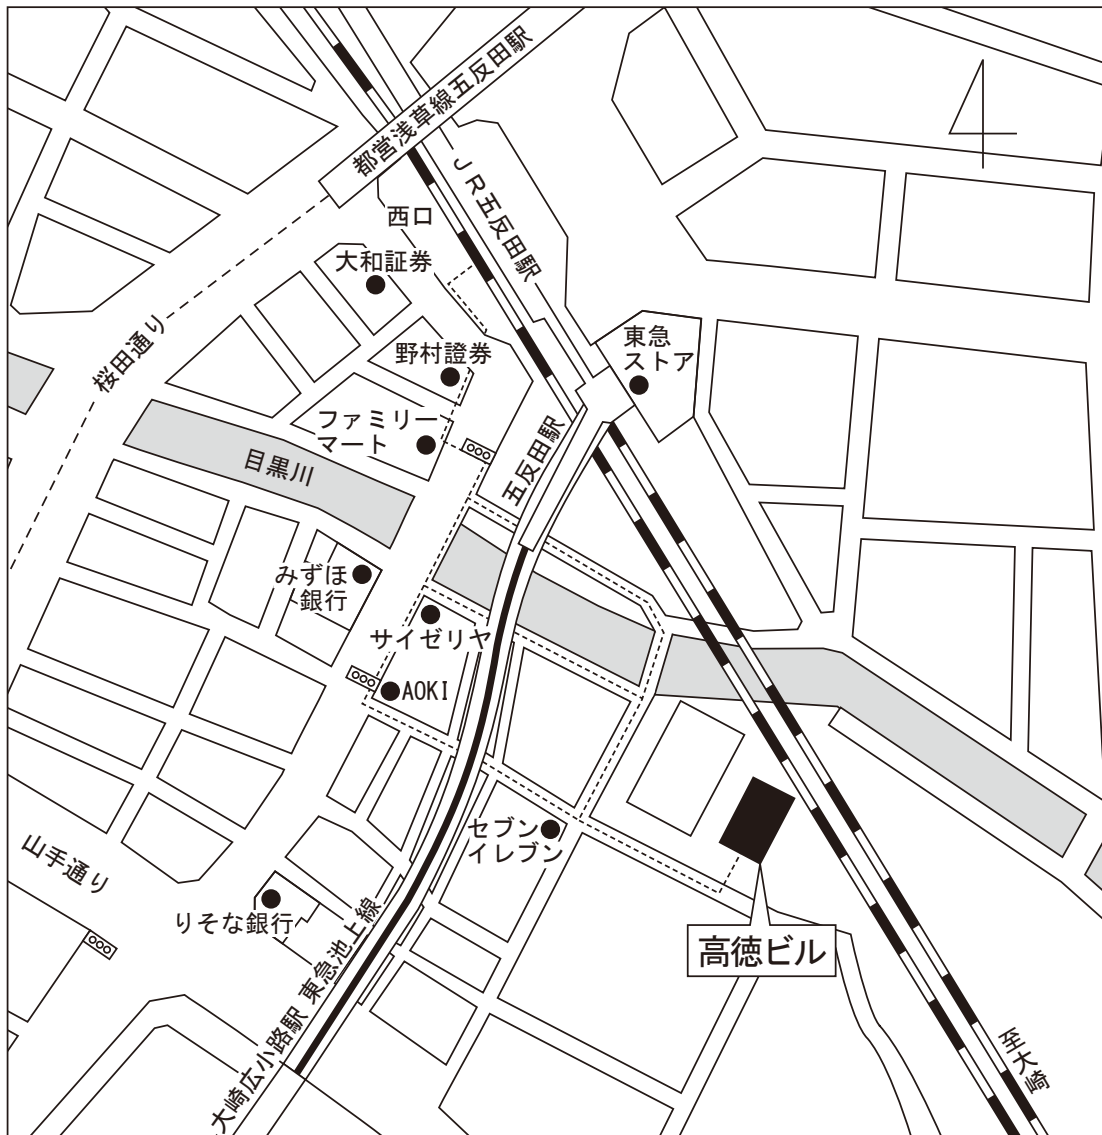 都営浅草線五反田駅
JR五反田駅
西口
大和証券
東急
ストア
桜田通り
野村證券
ファミリー
マート
五反田駅
目黒川
みずほ
銀行
サイゼリヤ
AOKI
セブン
イレブン
山手通り
りそな銀行
高徳ビル
大崎広小路駅 東急池上線
至大崎